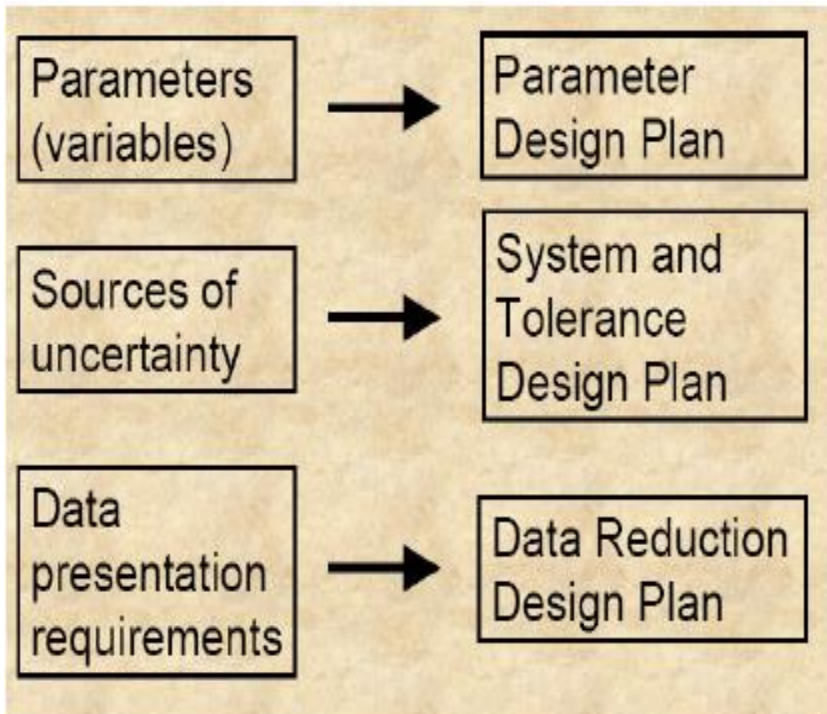 Parameters
(variables)
Parameter
Design Plan
Sources of
uncertainty
System and
Tolerance
Design Plan
Data
presentation
requirements
Data Reduction
Design Plan